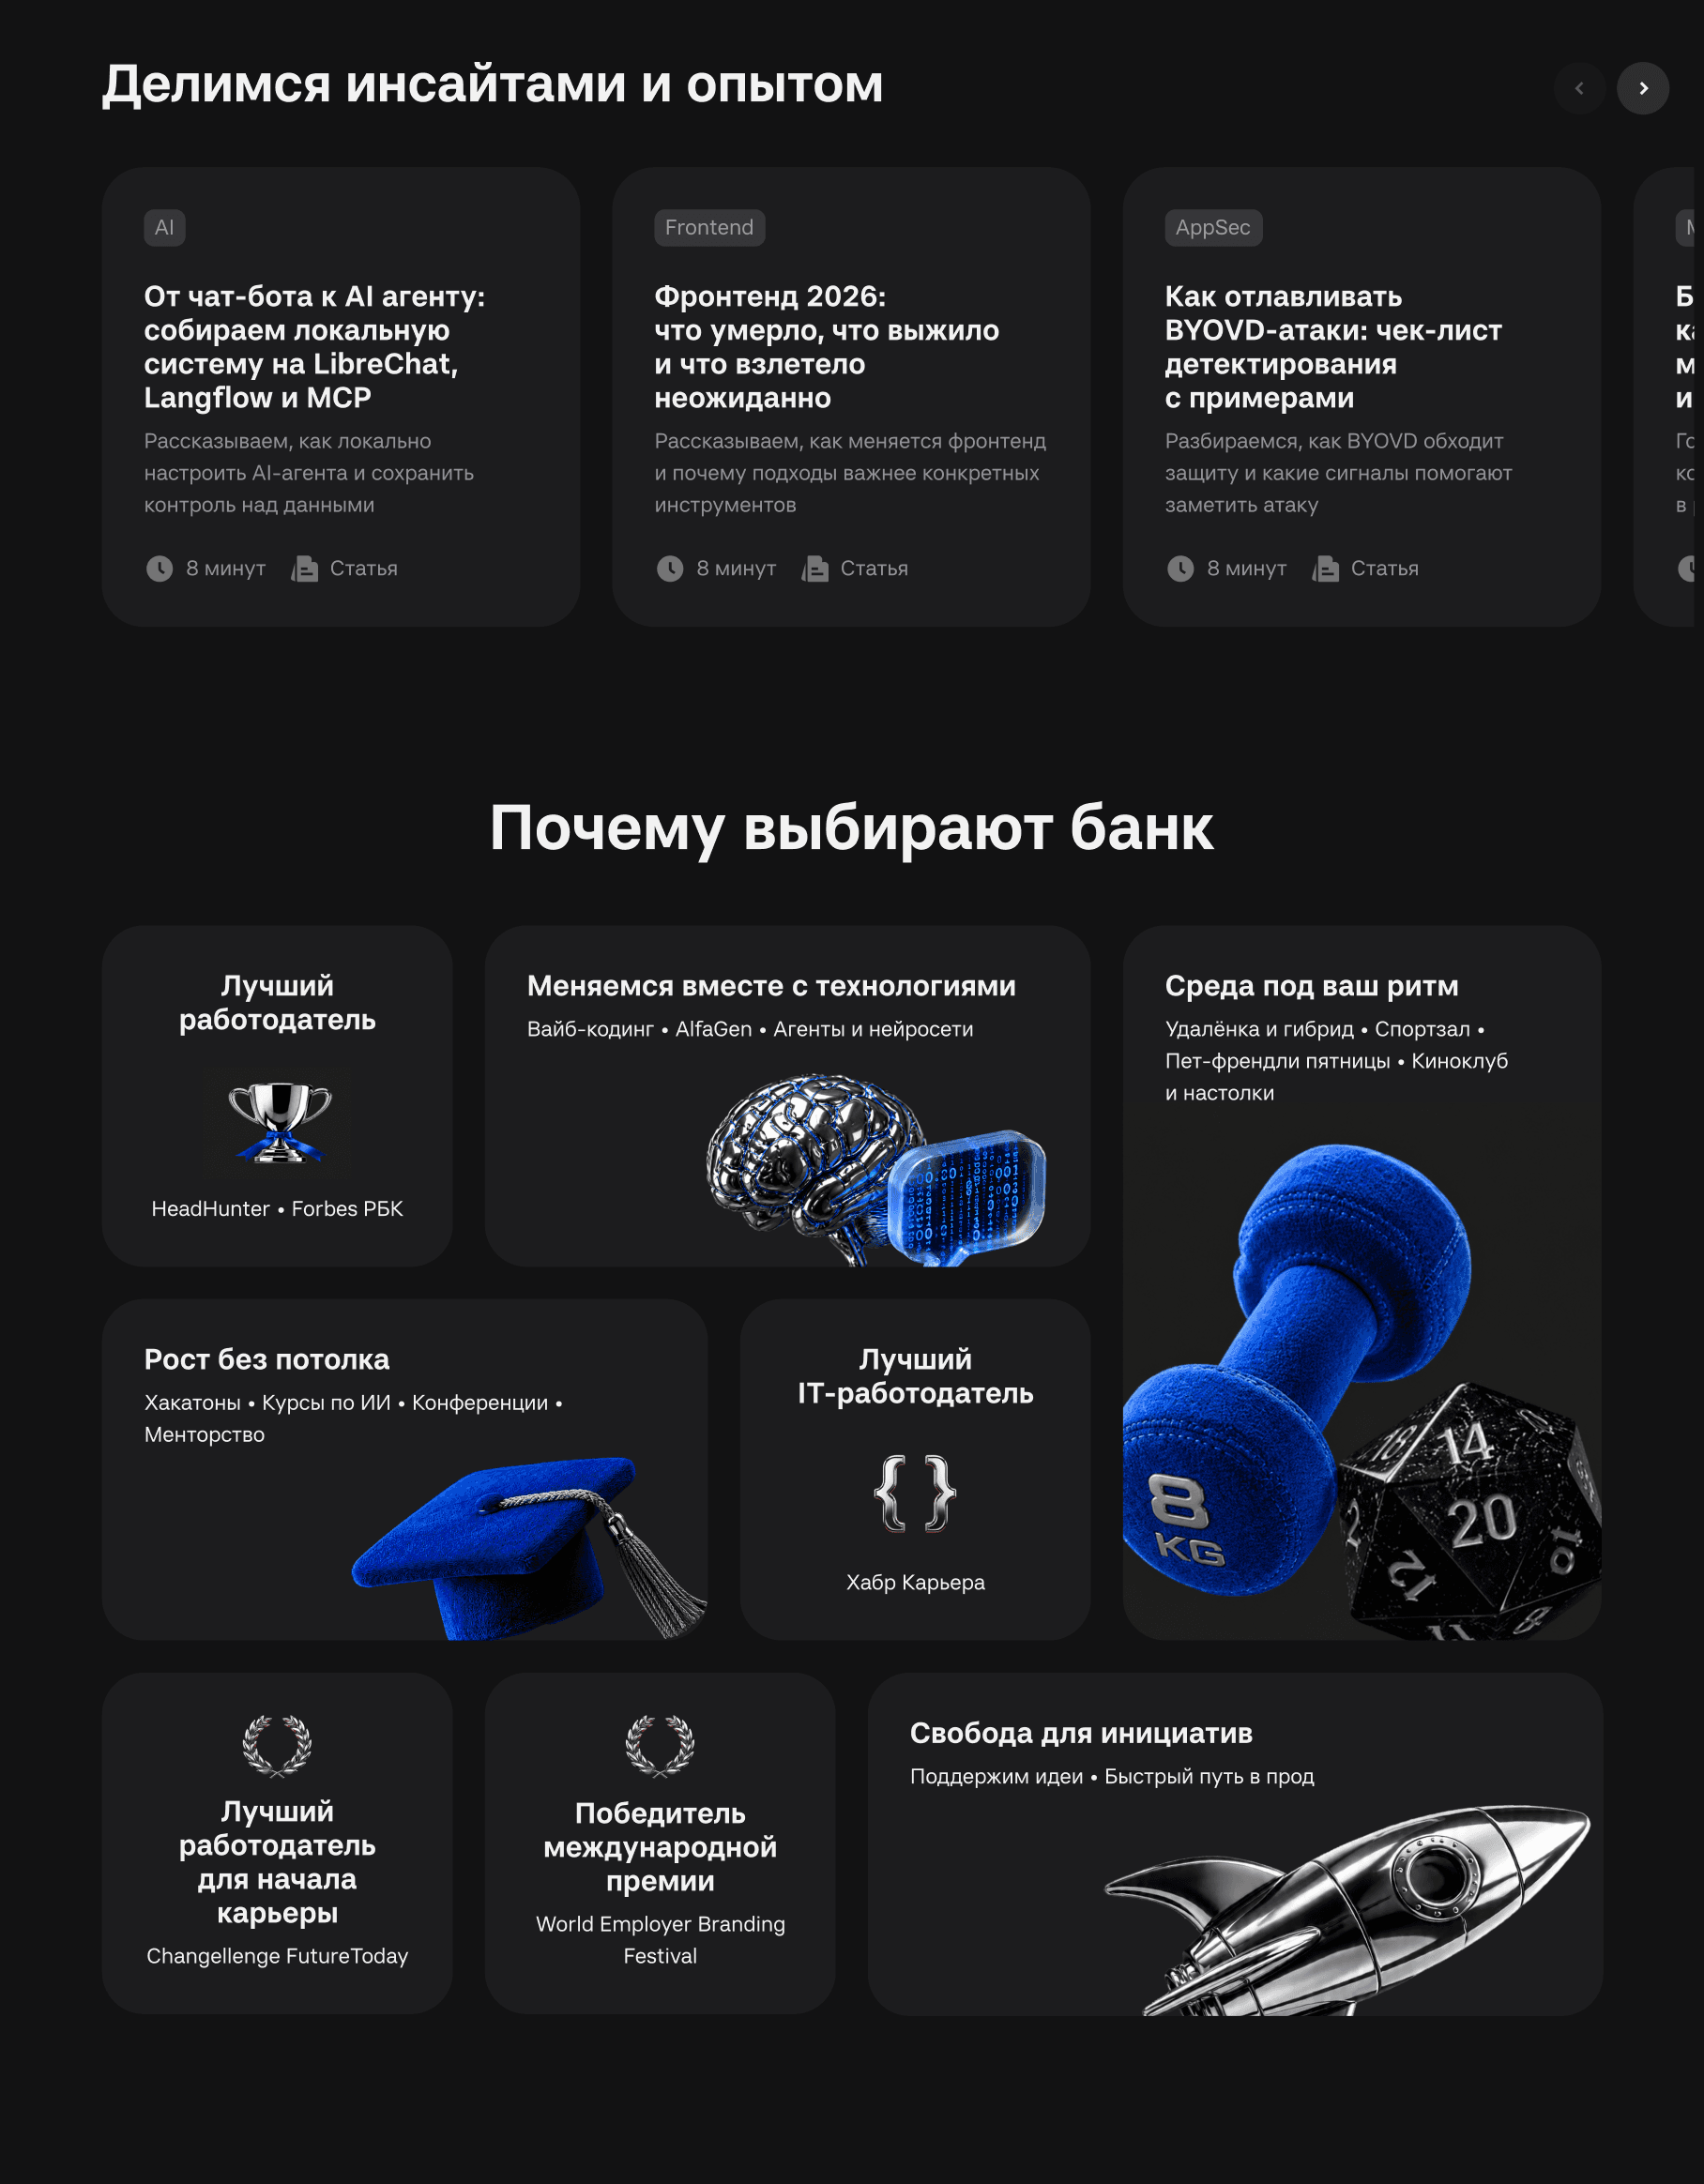 Делимся инсайтами и опытом
AI
От чат-бота к AI агенту:
собираем локальную
систему на LibreChat,
Langflow и MCP
Рассказываем, как локально
настроить AI-агента и сохранить
контроль над данными
8 минут
Статья
Frontend
Фронтенд 2026:
что умерло, что выжило
и что взлетело
неожиданно
Рассказываем, как меняется фронтенд
и почему подходы важнее конкретных
инструментов
8 минут
Статья
AppSec
Как отлавливать
BYOVD-атаки: чек-лист
детектирования
с примерами
Разбираемся, как BYOVD обходит
защиту и какие сигналы помогают
заметить атаку
8 минут
Статья
Почему выбирают банк
Лучший
работодатель
HeadHunter • Forbes РБК
Меняемся вместе с технологиями
Вайб-кодинг • AlfaGen • Агенты и нейросети
Среда под ваш ритм
Удалёнка и гибрид • Спортзал •
Пет-френдли пятницы • Киноклуб
и настолки
8
KG
14
20
12
8
Рост без потолка
Хакатоны • Курсы по ИИ • Конференции •
Менторство
Лучший
IT-работодатель
{ }
Хабр Карьера
Лучший
работодатель
для начала
карьеры
Changellenge FutureToday
Победитель
международной
премии
World Employer Branding
Festival
Свобода для инициатив
Поддержим идеи • Быстрый путь в прод